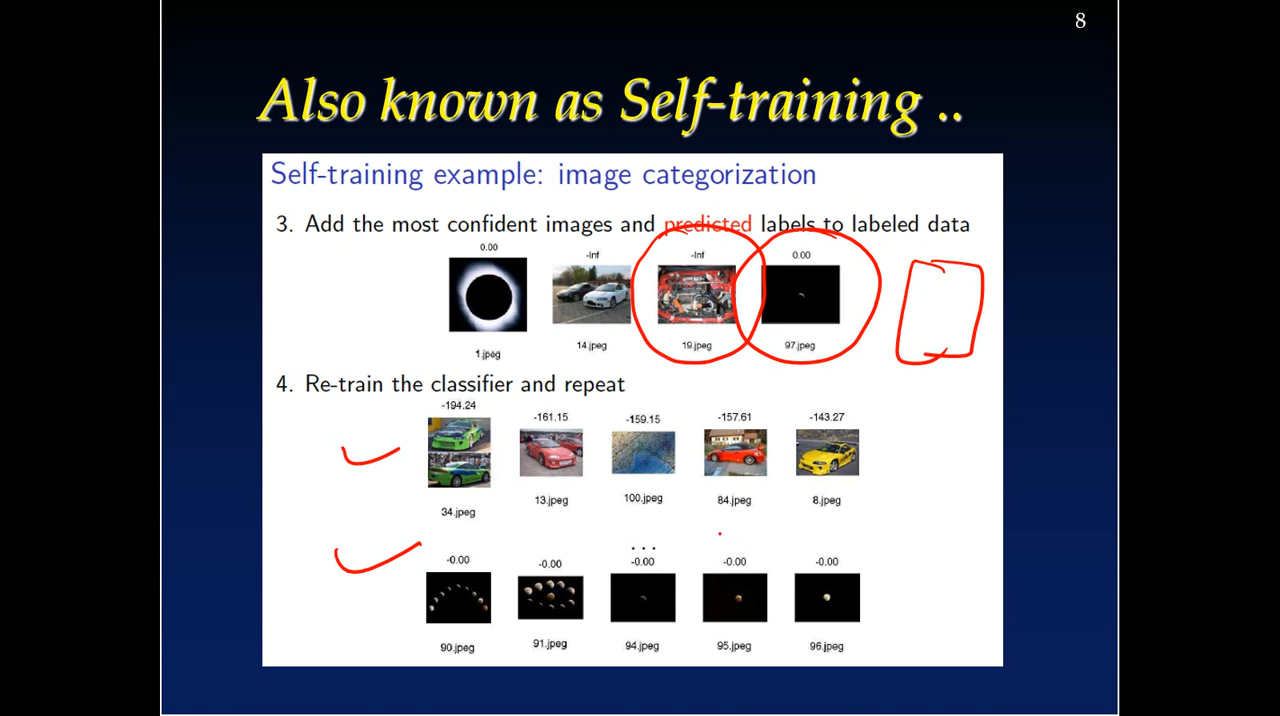 8
Also known as Self-training ..
Self-training example: image categorization
3. Add the most confident images and predicted labels to labeled data
0.00 -Inf -Inf 0.00
1.jpeg 14.jpeg 19.jpeg 97.jpeg
4. Re-train the classifier and repeat
-194.24 -161.15 -159.15 -157.61 -143.27
34.jpeg 13.jpeg 100.jpeg 84.jpeg 8.jpeg
...
-0.00 -0.00 -0.00 -0.00 -0.00
90.jpeg 91.jpeg 94.jpeg 95.jpeg 96.jpeg